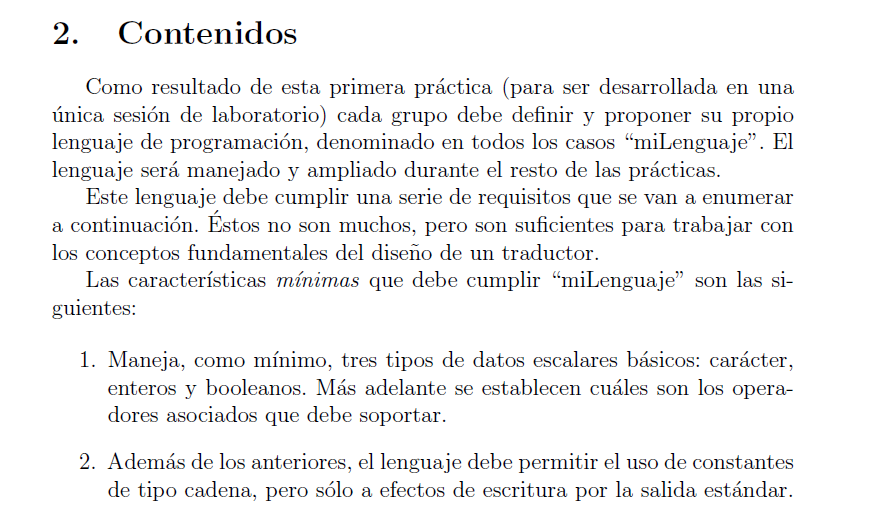 2. Contenidos
Como resultado de esta primera práctica (para ser desarrollada en una
única sesión de laboratorio) cada grupo debe definir y proponer su propio
lenguaje de programación, denominado en todos los casos “miLenguaje”. El
lenguaje será manejado y ampliado durante el resto de las prácticas.
Este lenguaje debe cumplir una serie de requisitos que se van a enumerar
a continuación. Éstos no son muchos, pero son suficientes para trabajar con
los conceptos fundamentales del diseño de un traductor.
Las características mínimas que debe cumplir “miLenguaje” son las si-
guientes:
1. Maneja, como mínimo, tres tipos de datos escalares básicos: carácter,
enteros y booleanos. Más adelante se establecen cuáles son los opera-
dores asociados que debe soportar.
2. Además de los anteriores, el lenguaje debe permitir el uso de constantes
de tipo cadena, pero sólo a efectos de escritura por la salida estándar.